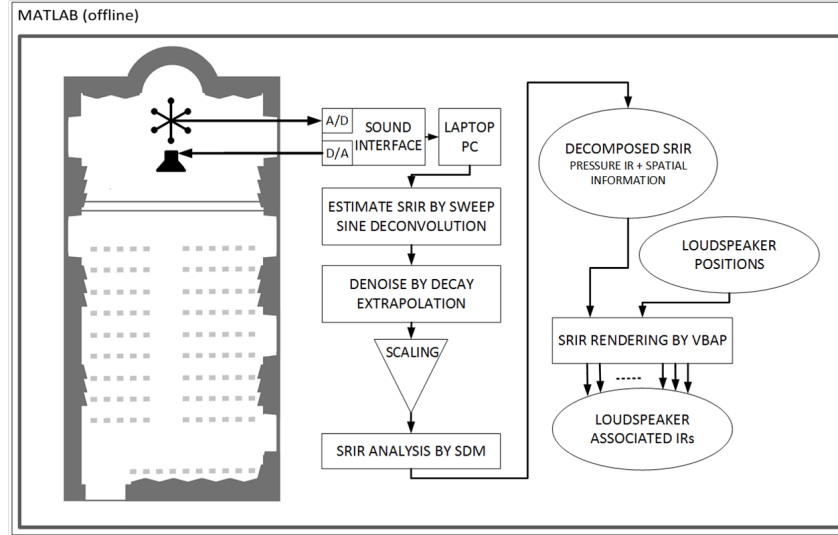 MATLAB (offline)
A/D
D/A
SOUND
INTERFACE
LAPTOP
PC
ESTIMATE SRIR BY SWEEP
SINE DECONVOLUTION
DENOISE BY DECAY
EXTRAPOLATION
SCALING
SRIR ANALYSIS BY SDM
DECOMPOSED SRIR
PRESSURE IR + SPATIAL
INFORMATION
LOUDSPEAKER
POSITIONS
SRIR RENDERING BY VBAP
LOUDSPEAKER
ASSOCIATED IRs